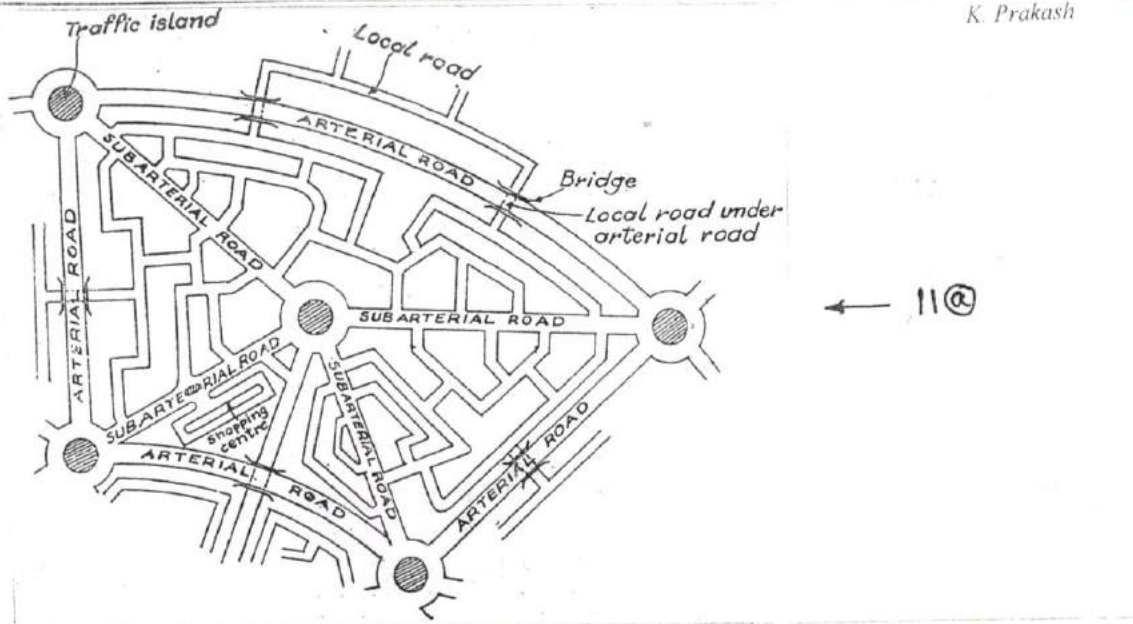 K. Prakash
Traffic island
Local road
ARTERIAL ROAD
SUBARTERIAL ROAD
Bridge
Local road under
arterial road
ARTERIAL ROAD
11ⓐ
SUBARTERIAL ROAD
SUBARTERIAL ROAD
SUBARTERIAL ROAD
Shopping
centre
ARTERIAL ROAD
ARTERIAL ROAD